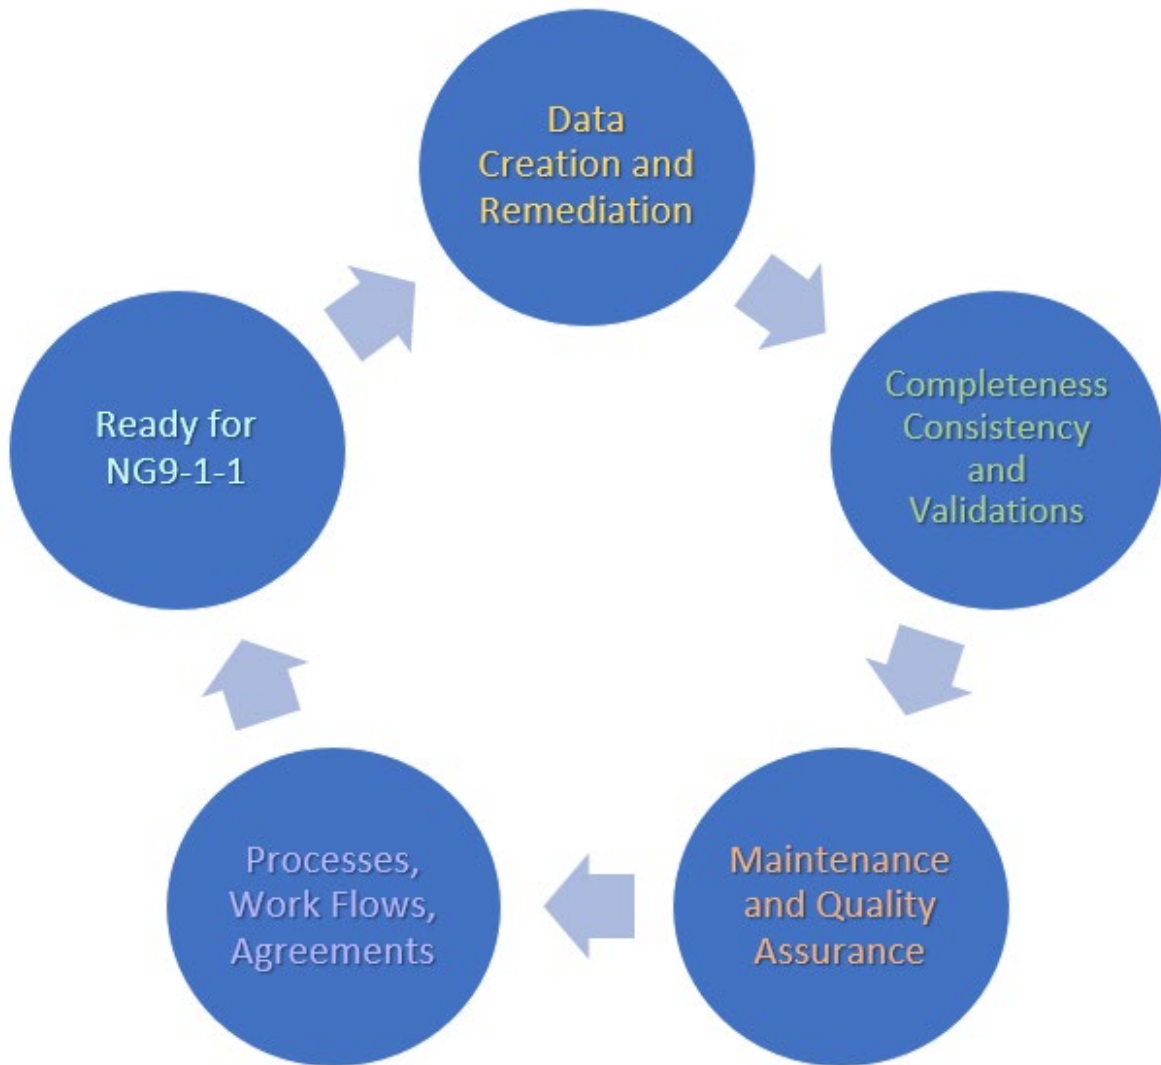 Data
Creation and
Remediation
Completeness
Consistency
and
Validations
Maintenance
and Quality
Assurance
Processes,
Work Flows,
Agreements
Ready for
NG9-1-1